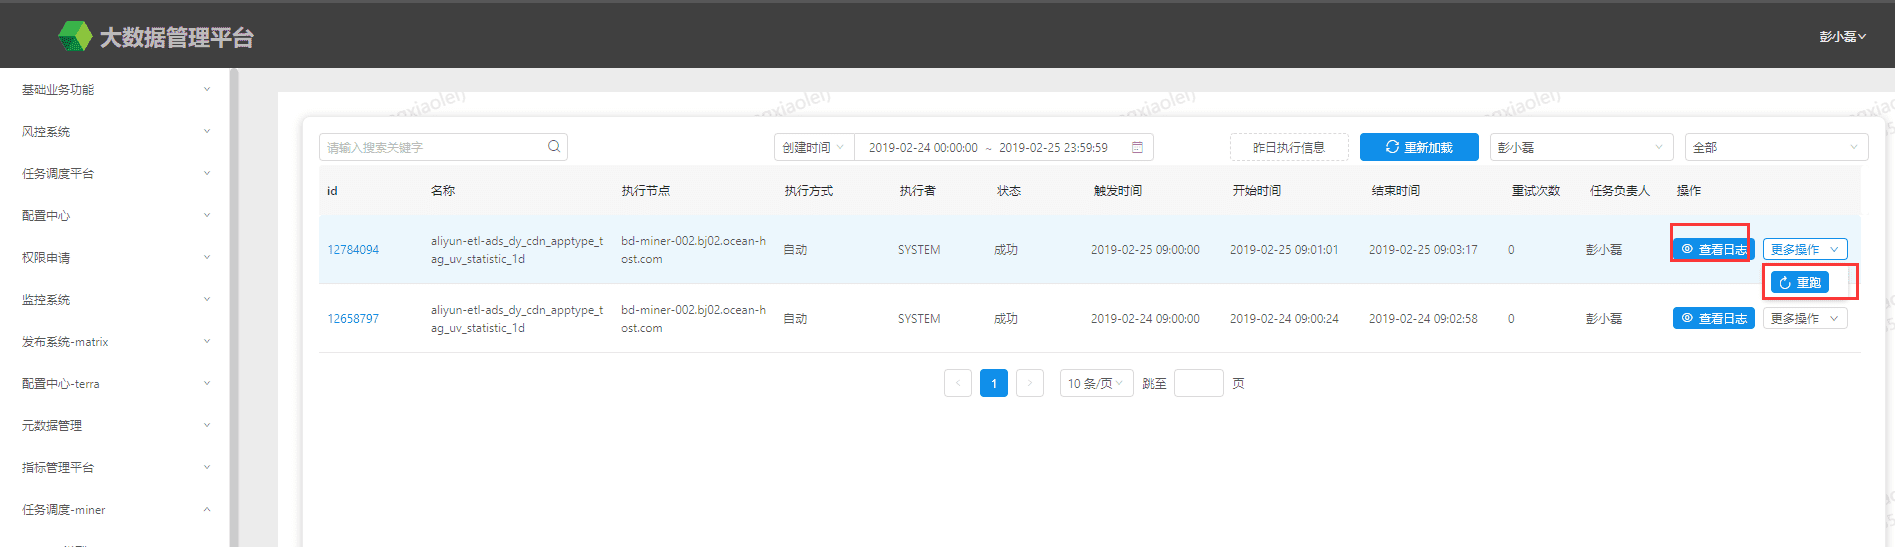 大数据管理平台
彭小磊
基础业务功能
风控系统
任务调度平台
配置中心
权限申请
监控系统
发布系统-matrix
配置中心-terra
元数据管理
指标管理平台
任务调度-miner
请输入搜索关键字
创建时间 2019-02-24 00:00:00 ~ 2019-02-25 23:59:59
昨日执行信息
重新加载
彭小磊
全部
id 名称 执行节点 执行方式 执行者 状态 触发时间 开始时间 结束时间 重试次数 任务负责人 操作
12784094
aliyun-etl-ads_dy_cdn_apptype_t
ag_uv_statistic_1d
bd-miner-002.bj02.ocean-h
ost.com
自动 SYSTEM 成功 2019-02-25 09:00:00 2019-02-25 09:01:01 2019-02-25 09:03:17 0 彭小磊 查看日志 更多操作
重跑
12658797
aliyun-etl-ads_dy_cdn_apptype_t
ag_uv_statistic_1d
bd-miner-002.bj02.ocean-h
ost.com
自动 SYSTEM 成功 2019-02-24 09:00:00 2019-02-24 09:00:24 2019-02-24 09:02:58 0 彭小磊 查看日志 更多操作
1 10 条/页 跳至 页